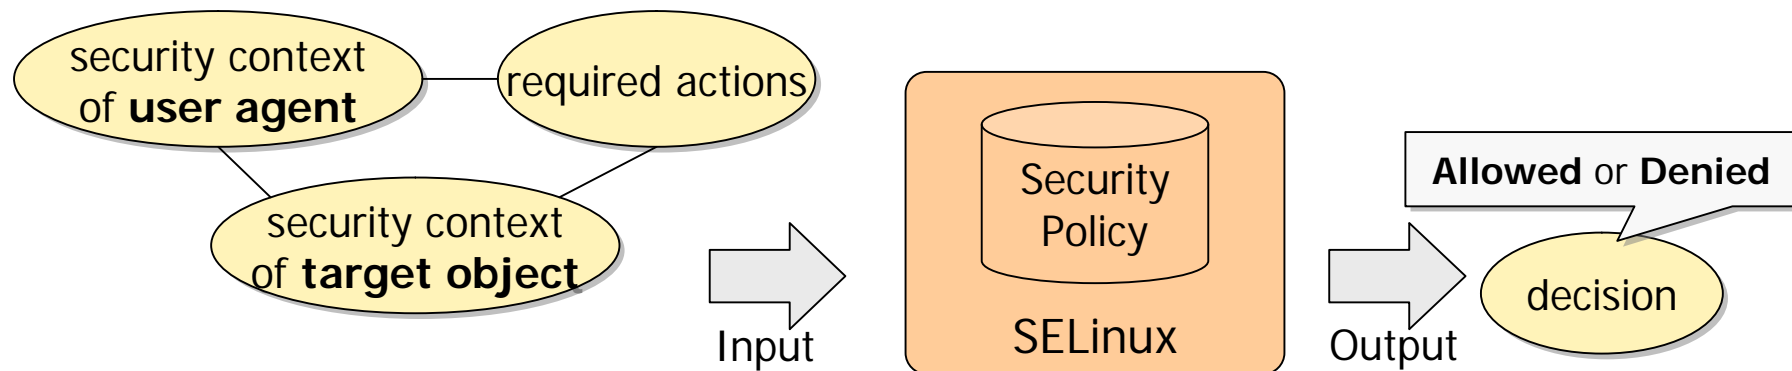 security context
of user agent
required actions
security context
of target object
Input
Security
Policy
SELinux
Output
Allowed or Denied
decision